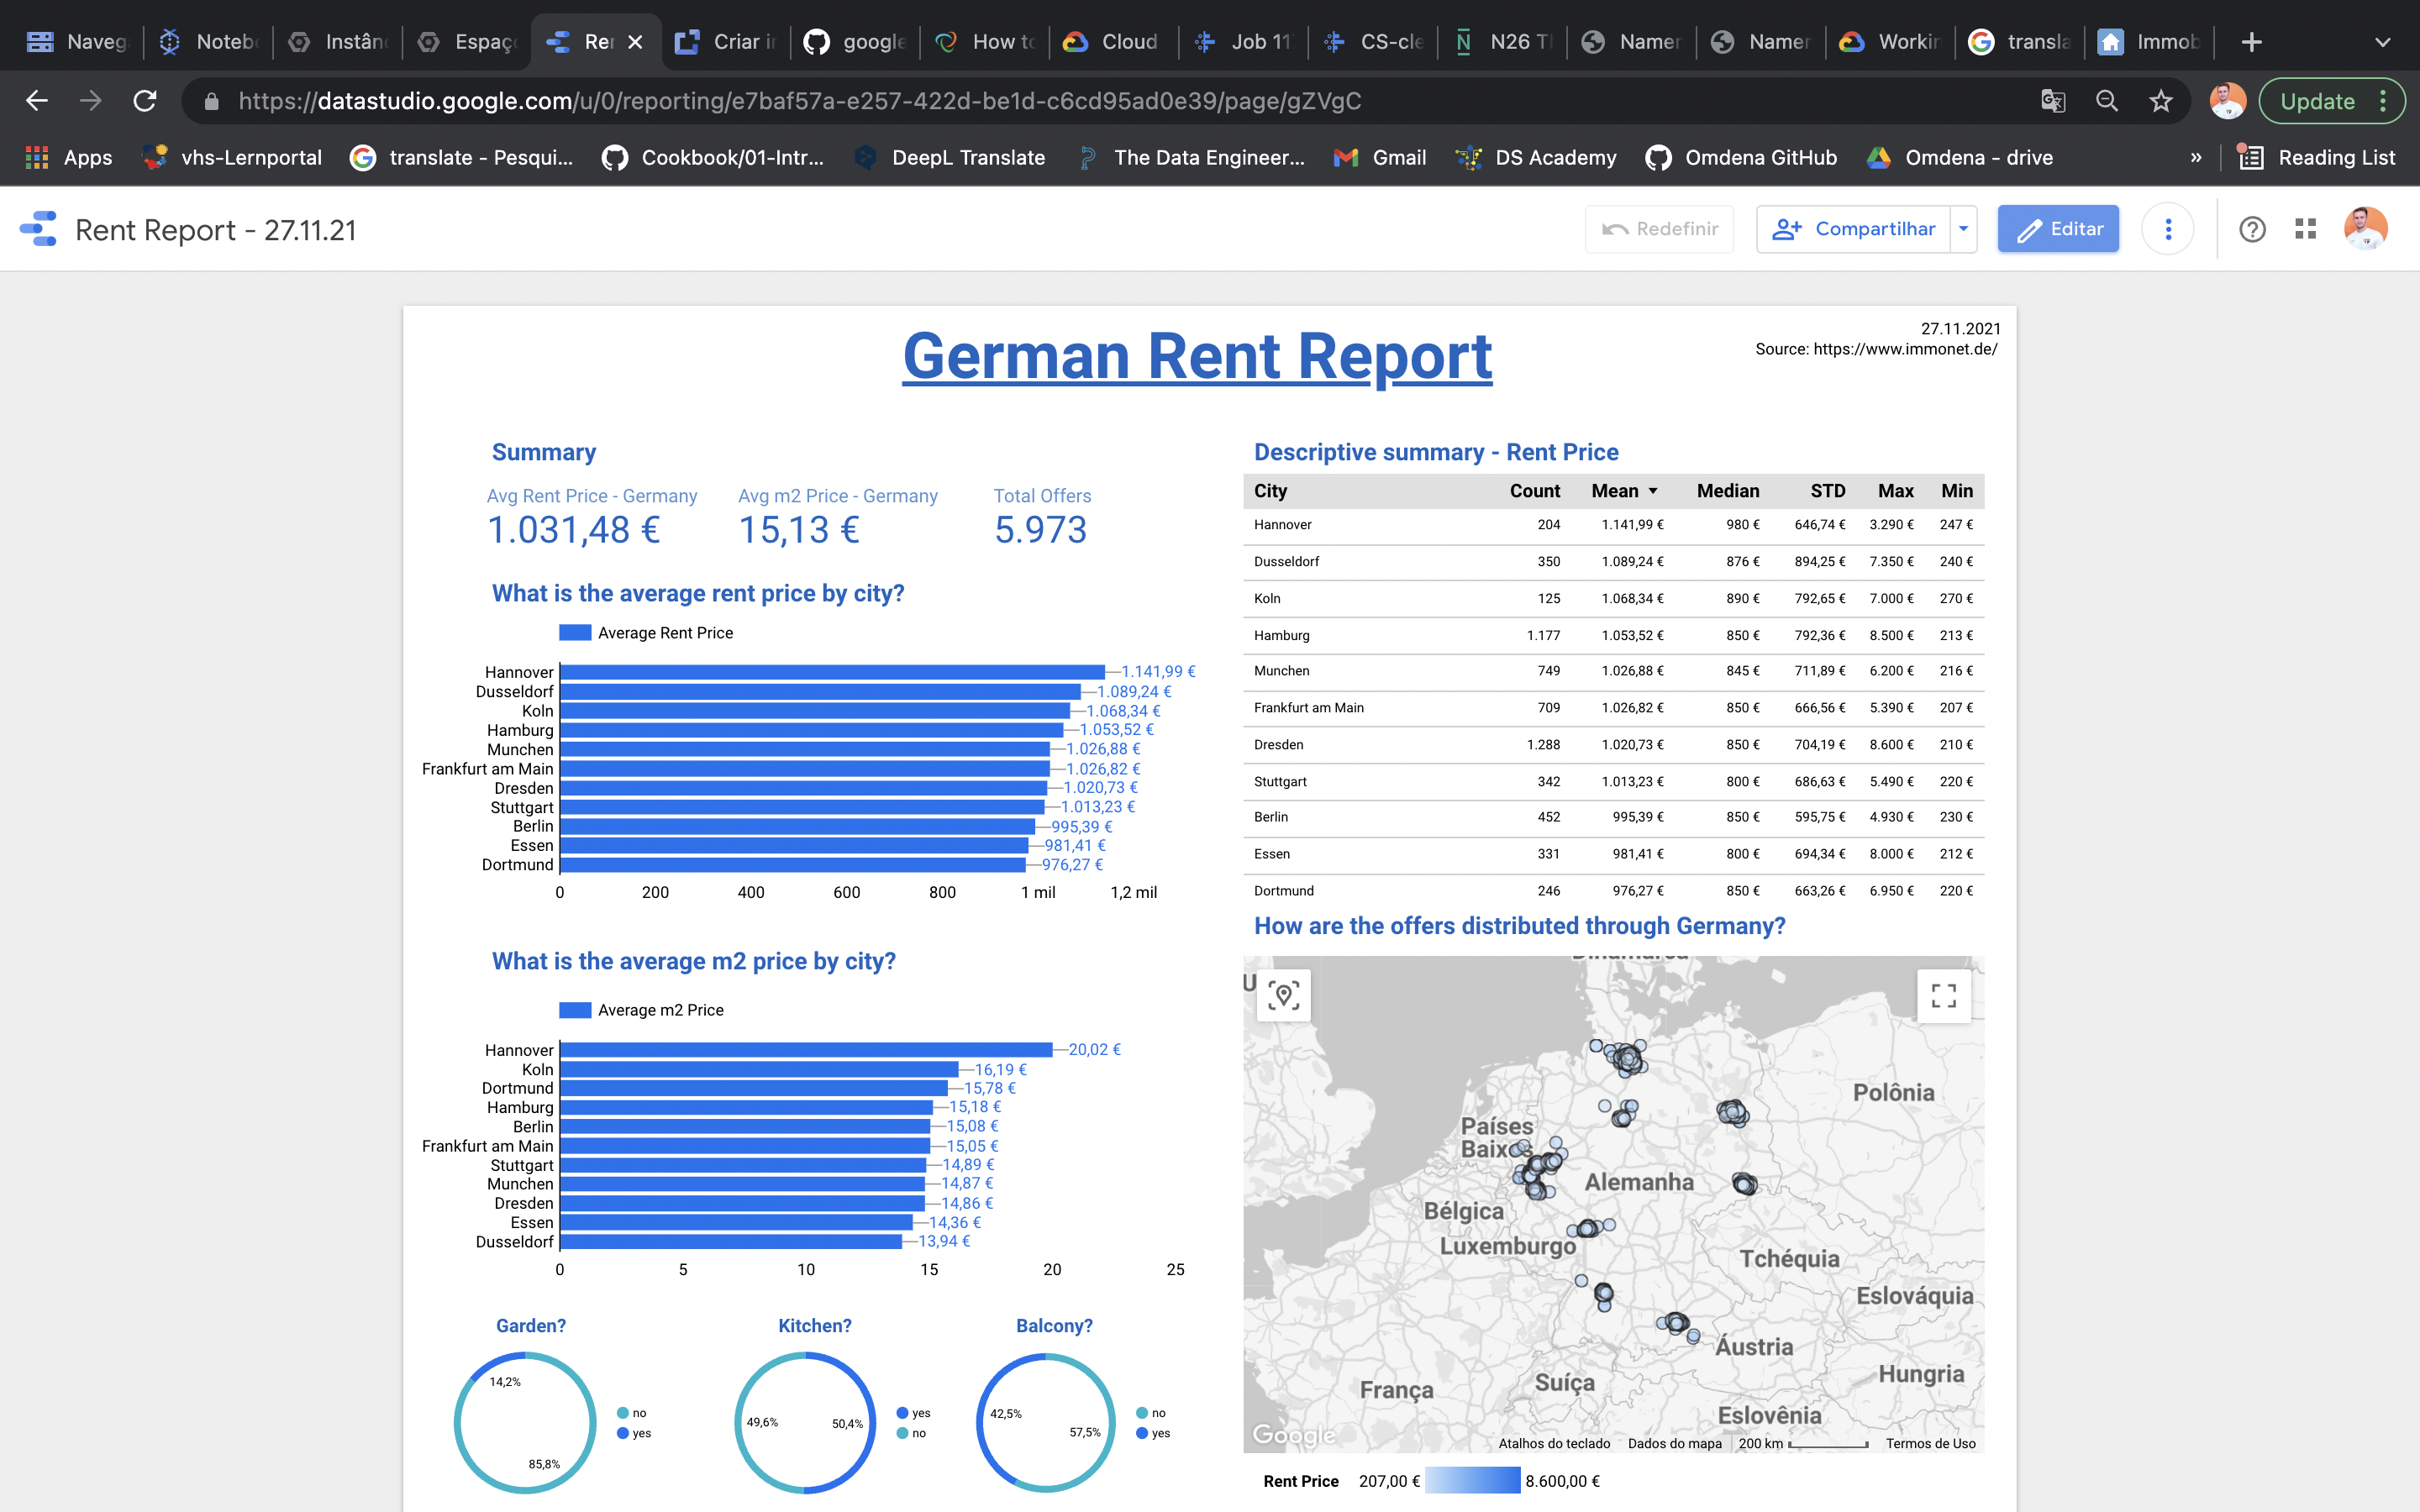 Naveg
Notebo
Instân
Espaç
Re
Criar i
google
How to
Cloud
Job 11
CS-cle
N26 T
Namer
Namer
Workin
transla
Immob
https://datastudio.google.com/u/0/reporting/e7baf57a-e257-422d-be1d-c6cd95ad0e39/page/gZVgC
Update
Apps
vhs-Lernportal
translate - Pesqui...
Cookbook/01-Intr...
DeepL Translate
The Data Engineer...
Gmail
DS Academy
Omdena GitHub
Omdena - drive
»
Reading List
Rent Report - 27.11.21
Redefinir
Compartilhar
Editar
German Rent Report
27.11.2021
Source: https://www.immonet.de/
Summary
Avg Rent Price - Germany Avg m2 Price - Germany Total Offers
1.031,48 € 15,13 € 5.973
What is the average rent price by city?
Average Rent Price
Hannover 1.141,99 €
Dusseldorf 1.089,24 €
Koln 1.068,34 €
Hamburg 1.053,52 €
Munchen 1.026,88 €
Frankfurt am Main 1.026,82 €
Dresden 1.020,73 €
Stuttgart 1.013,23 €
Berlin 995,39 €
Essen 981,41 €
Dortmund 976,27 €
0 200 400 600 800 1 mil 1,2 mil
What is the average m2 price by city?
Average m2 Price
Hannover 20,02 €
Koln 16,19 €
Dortmund 15,78 €
Hamburg 15,18 €
Berlin 15,08 €
Frankfurt am Main 15,05 €
Stuttgart 14,89 €
Munchen 14,87 €
Dresden 14,86 €
Essen 14,36 €
Dusseldorf 13,94 €
0 5 10 15 20 25
Garden?
14,2%
85,8%
no
yes
Kitchen?
49,6% 50,4%
yes
no
Balcony?
42,5%
57,5%
no
yes
Descriptive summary - Rent Price
City Count Mean Median STD Max Min
Hannover 204 1.141,99 € 980 € 646,74 € 3.290 € 247 €
Dusseldorf 350 1.089,24 € 876 € 894,25 € 7.350 € 240 €
Koln 125 1.068,34 € 890 € 792,65 € 7.000 € 270 €
Hamburg 1.177 1.053,52 € 850 € 792,36 € 8.500 € 213 €
Munchen 749 1.026,88 € 845 € 711,89 € 6.200 € 216 €
Frankfurt am Main 709 1.026,82 € 850 € 666,56 € 5.390 € 207 €
Dresden 1.288 1.020,73 € 850 € 704,19 € 8.600 € 210 €
Stuttgart 342 1.013,23 € 800 € 686,63 € 5.490 € 220 €
Berlin 452 995,39 € 850 € 595,75 € 4.930 € 230 €
Essen 331 981,41 € 800 € 694,34 € 8.000 € 212 €
Dortmund 246 976,27 € 850 € 663,26 € 6.950 € 220 €
How are the offers distributed through Germany?
Dinamarca
U
Polônia
Países
Baixos
Alemanha
Bélgica
Luxemburgo
Tchéquia
Eslováquia
Áustria
Hungria
França
Suíça
Eslovênia
Google
Atalhos do teclado Dados do mapa 200 km Termos de Uso
Rent Price 207,00 € 8.600,00 €